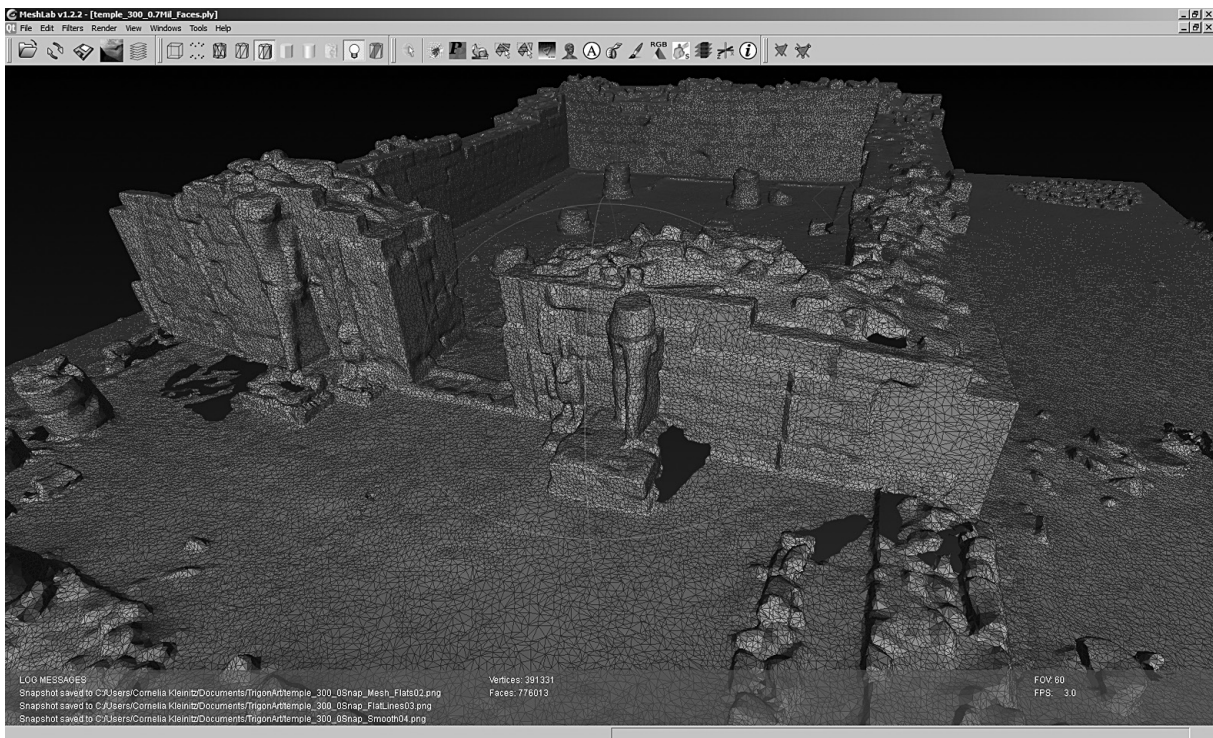 MeshLab v1.2.2 - [temple_300_0.7Mil_Faces.ply]
File Edit Filters Render View Windows Tools Help
RGB
LOG MESSAGES
Snapshot saved to C:/Users/Cornelia Kleinitz/Documents/TrigonArt/temple_300_0Snap_Mesh_Flats02.png
Snapshot saved to C:/Users/Cornelia Kleinitz/Documents/TrigonArt/temple_300_0Snap_FlatLines03.png
Snapshot saved to C:/Users/Cornelia Kleinitz/Documents/TrigonArt/temple_300_0Snap_Smooth04.png
Vertices: 391331
Faces: 776013
FOV: 60
FPS: 3.0